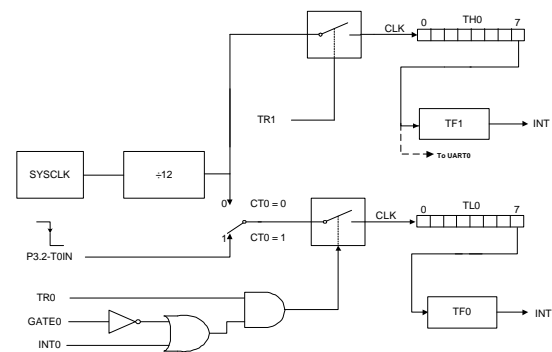 0 TH0 7
CLK
TR1
TF1
INT
To UART0
SYSCLK
÷12
0
CT0 = 0
1
CT0 = 1
P3.2-T0IN
CLK
0 TL0 7
TR0
GATE0
INT0
TF0
INT